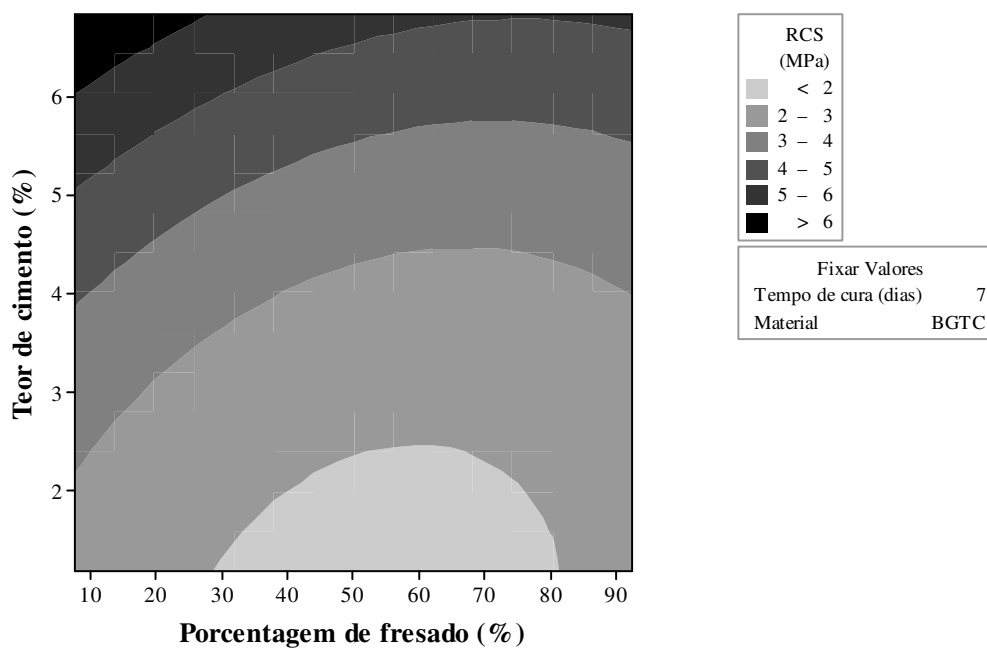 Teor de cimento (%)
6
5
4
3
2
10 20 30 40 50 60 70 80 90
Porcentagem de fresado (%)
RCS
(MPa)
< 2
2 – 3
3 – 4
4 – 5
5 – 6
> 6
Fixar Valores
Tempo de cura (dias) 7
Material BGTC